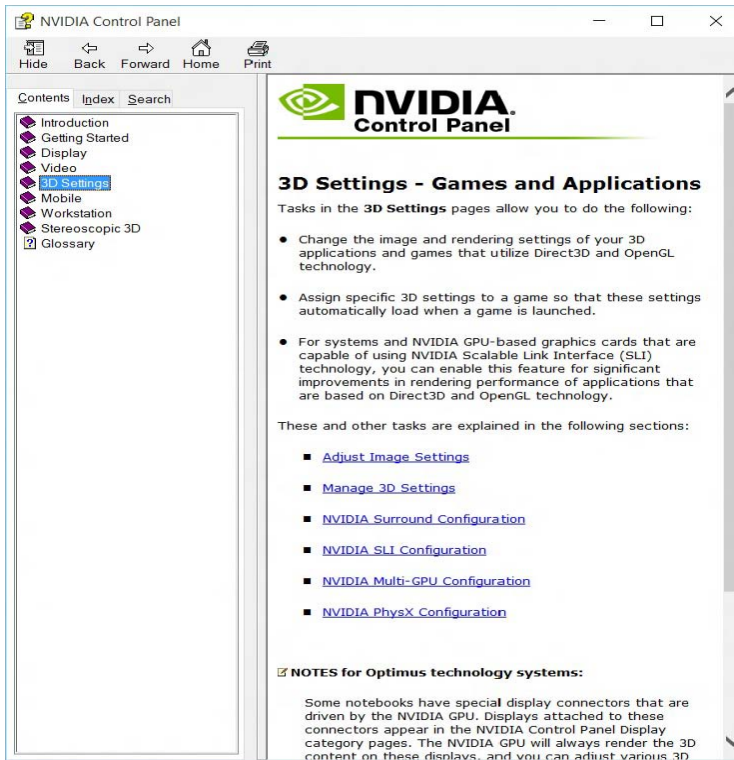 NVIDIA Control Panel
Hide Back Forward Home Print
Contents Index Search
Introduction
Getting Started
Display
Video
3D Settings
Mobile
Workstation
Stereoscopic 3D
Glossary
NVIDIA.
Control Panel
3D Settings - Games and Applications
Tasks in the 3D Settings pages allow you to do the following:
Change the image and rendering settings of your 3D
applications and games that utilize Direct3D and OpenGL
technology.
Assign specific 3D settings to a game so that these settings
automatically load when a game is launched.
For systems and NVIDIA GPU-based graphics cards that are
capable of using NVIDIA Scalable Link Interface (SLI)
technology, you can enable this feature for significant
improvements in rendering performance of applications that
are based on Direct3D and OpenGL technology.
These and other tasks are explained in the following sections:
Adjust Image Settings
Manage 3D Settings
NVIDIA Surround Configuration
NVIDIA SLI Configuration
NVIDIA Multi-GPU Configuration
NVIDIA PhysX Configuration
NOTES for Optimus technology systems:
Some notebooks have special display connectors that are
driven by the NVIDIA GPU. Displays attached to these
connectors appear in the NVIDIA Control Panel Display
category pages. The NVIDIA GPU will always render the 3D
content on these displays, and you can adjust various 3D